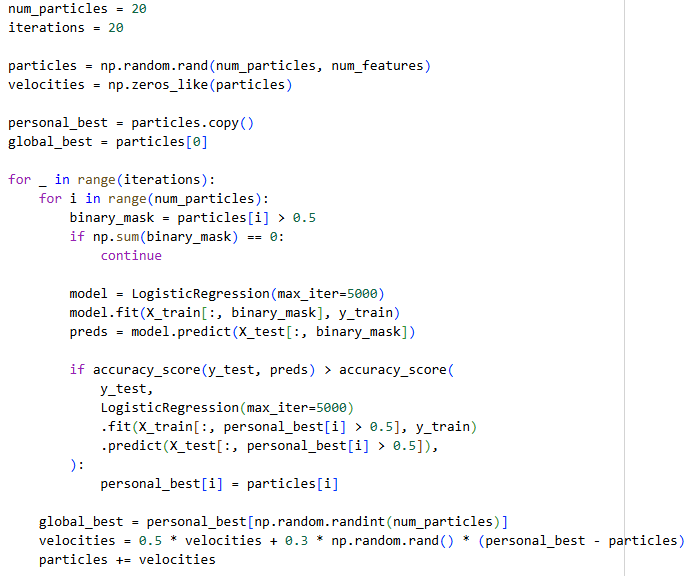 num_particles = 20
iterations = 20

particles = np.random.rand(num_particles, num_features)
velocities = np.zeros_like(particles)

personal_best = particles.copy()
global_best = particles[0]

for _ in range(iterations):
    for i in range(num_particles):
        binary_mask = particles[i] > 0.5
        if np.sum(binary_mask) == 0:
            continue

        model = LogisticRegression(max_iter=5000)
        model.fit(X_train[:, binary_mask], y_train)
        preds = model.predict(X_test[:, binary_mask])

        if accuracy_score(y_test, preds) > accuracy_score(
            y_test,
            LogisticRegression(max_iter=5000)
            .fit(X_train[:, personal_best[i] > 0.5], y_train)
            .predict(X_test[:, personal_best[i] > 0.5]),
        ):
            personal_best[i] = particles[i]

    global_best = personal_best[np.random.randint(num_particles)]
    velocities = 0.5 * velocities + 0.3 * np.random.rand() * (personal_best - particles)
    particles += velocities